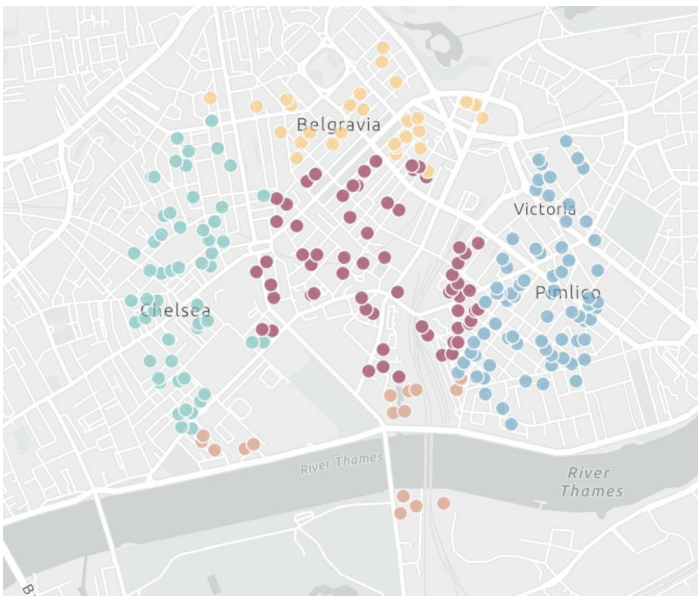 Belgravia
Victoria
Pimlico
Chelsea
River Thames
River
Thames